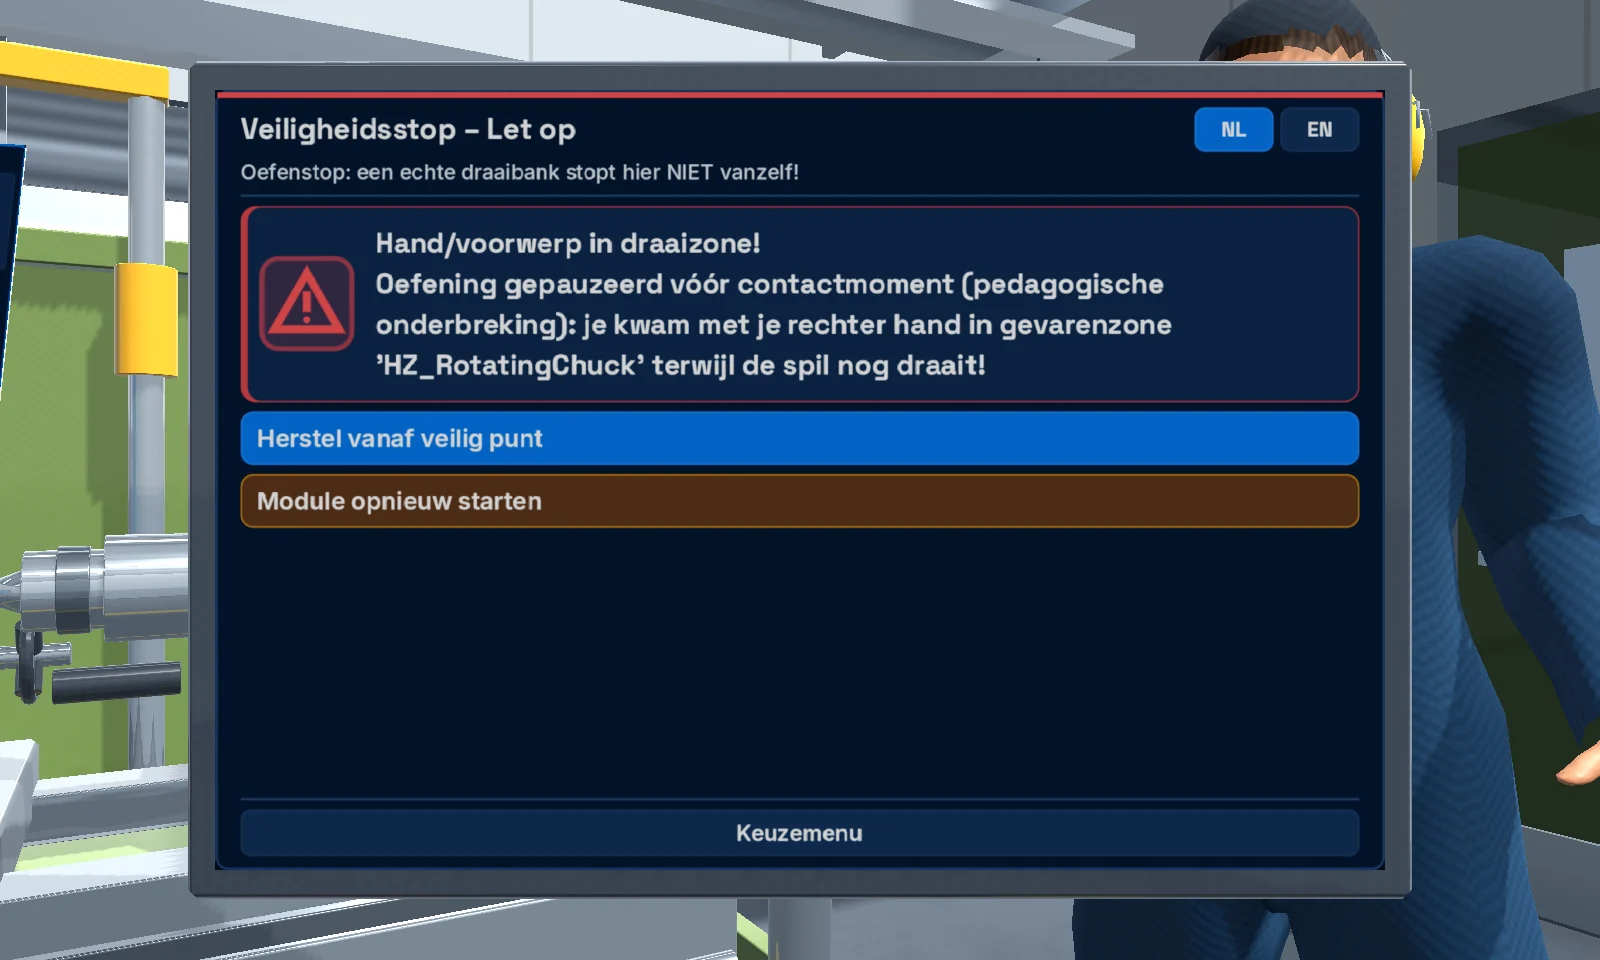 Veiligheidsstop – Let op
NL
EN
Oefenstop: een echte draaibank stopt hier NIET vanzelf!
Hand/voorwerp in draaizone!
Oefening gepauzeerd vóór contactmoment (pedagogische
onderbreking): je kwam met je rechter hand in gevarenzone
'HZ_RotatingChuck' terwijl de spil nog draait!
Herstel vanaf veilig punt
Module opnieuw starten
Keuzemenu